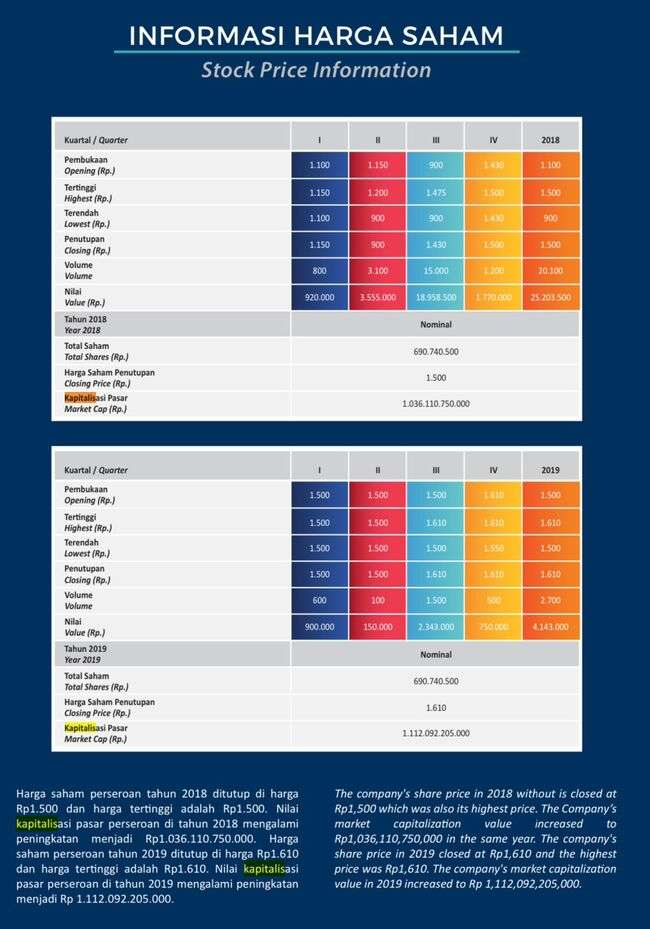 INFORMASI HARGA SAHAM
Stock Price Information
Kuartal / Quarter I II III IV 2018
Pembukaan 1.100 1.150 900 1.430 1.100
Opening (Rp.)
Tertinggi 1.150 1.200 1.475 1.500 1.500
Highest (Rp.)
Terendah 1.100 900 900 1.430 900
Lowest (Rp.)
Penutupan 1.150 900 1.430 1.500 1.500
Closing (Rp.)
Volume 800 3.100 15.000 1.200 20.100
Volume
Nilai 920.000 3.555.000 18.958.500 1.770.000 25.203.500
Value (Rp.)
Tahun 2018 Nominal
Year 2018
Total Saham 690.740.500
Total Shares (Rp.)
Harga Saham Penutupan 1.500
Closing Price (Rp.)
Kapitalisasi Pasar 1.036.110.750.000
Market Cap (Rp.)
Kuartal / Quarter I II III IV 2019
Pembukaan 1.500 1.500 1.500 1.610 1.500
Opening (Rp.)
Tertinggi 1.500 1.500 1.610 1.610 1.610
Highest (Rp.)
Terendah 1.500 1.500 1.500 1.550 1.500
Lowest (Rp.)
Penutupan 1.500 1.500 1.610 1.610 1.610
Closing (Rp.)
Volume 600 100 1.500 500 2.700
Volume
Nilai 900.000 150.000 2.343.000 750.000 4.143.000
Value (Rp.)
Tahun 2019 Nominal
Year 2019
Total Saham 690.740.500
Total Shares (Rp.)
Harga Saham Penutupan 1.610
Closing Price (Rp.)
Kapitalisasi Pasar 1.112.092.205.000
Market Cap (Rp.)
Harga saham perseroan tahun 2018 ditutup di harga
Rp1.500 dan harga tertinggi adalah Rp1.500. Nilai
kapitalisasi pasar perseroan di tahun 2018 mengalami
peningkatan menjadi Rp1.036.110.750.000. Harga
saham perseroan tahun 2019 ditutup di harga Rp1.610
dan harga tertinggi adalah Rp1.610. Nilai kapitalisasi
pasar perseroan di tahun 2019 mengalami peningkatan
menjadi Rp 1.112.092.205.000.
The company's share price in 2018 without is closed at
Rp1,500 which was also its highest price. The Company's
market capitalization value increased to
Rp1,036,110,750,000 in the same year. The company's
share price in 2019 closed at Rp1,610 and the highest
price was Rp1,610. The company's market capitalization
value in 2019 increased to Rp 1,112,092,205,000.